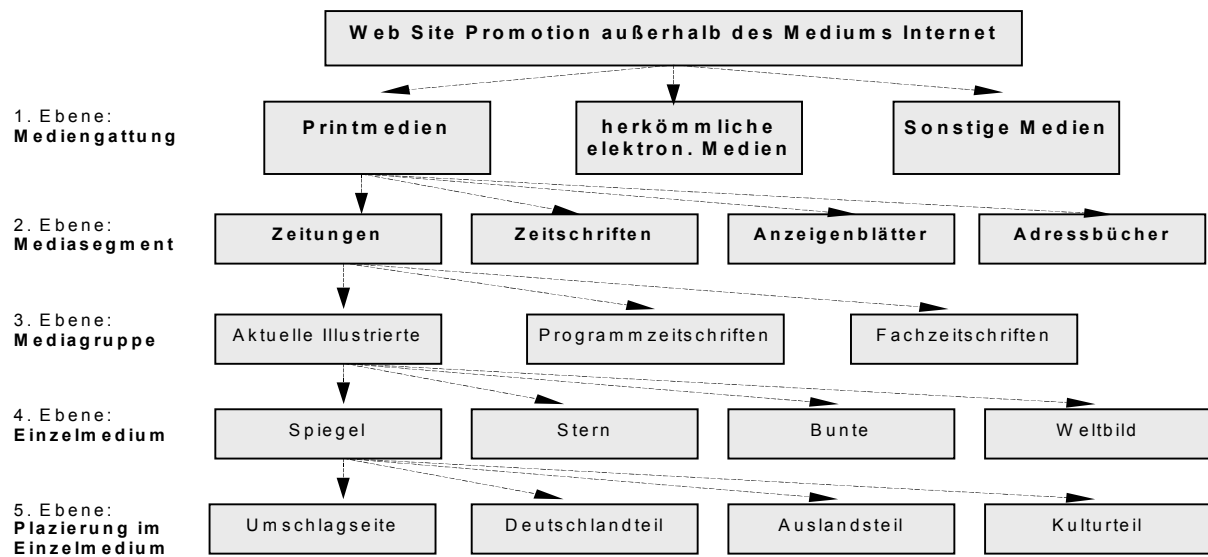 Web Site Promotion außerhalb des Mediums Internet
1. Ebene:
Mediengattung
Printmedien
herkömmliche
elektron. Medien
Sonstige Medien
2. Ebene:
Mediasegment
Zeitungen
Zeitschriften
Anzeigenblätter
Adressbücher
3. Ebene:
Mediagruppe
Aktuelle Illustrierte
Programmzeitschriften
Fachzeitschriften
4. Ebene:
Einzelmedium
Spiegel
Stern
Bunte
Weltbild
5. Ebene:
Plazierung im
Einzelmedium
Umschlagseite
Deutschlandteil
Auslandsteil
Kulturteil